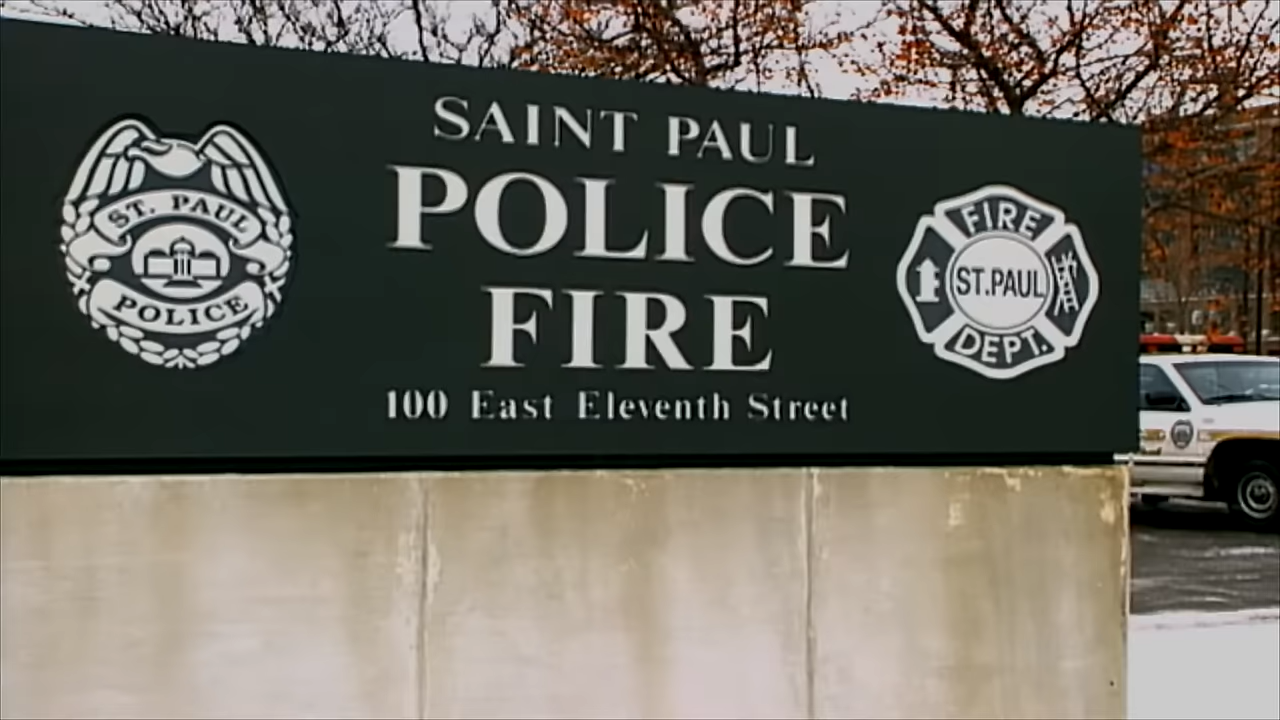 SAINT PAUL
POLICE
FIRE
100 East Eleventh Street
ST. PAUL
POLICE
FIRE
ST.PAUL
DEPT.